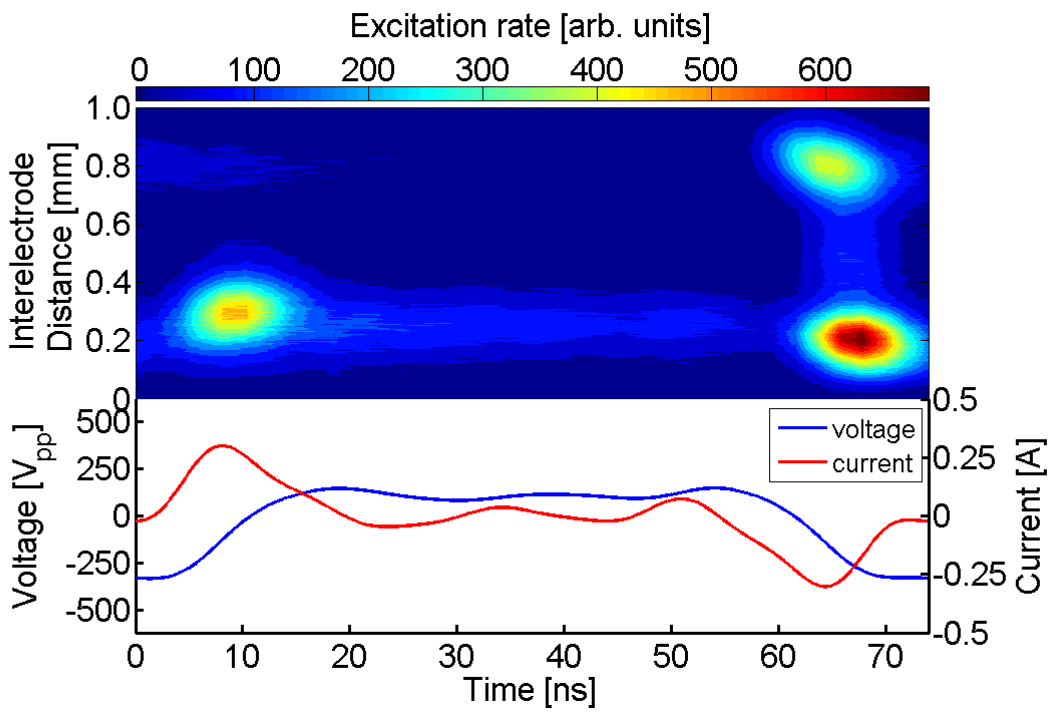 Excitation rate [arb. units]
0 100 200 300 400 500 600
Interelectrode
Distance [mm]
1.0
0.8
0.6
0.4
0.2
0
Voltage [Vpp]
500
250
0
-250
-500
voltage
current
0.5
0.25
0
-0.25
-0.5
Current [A]
0 10 20 30 40 50 60 70
Time [ns]